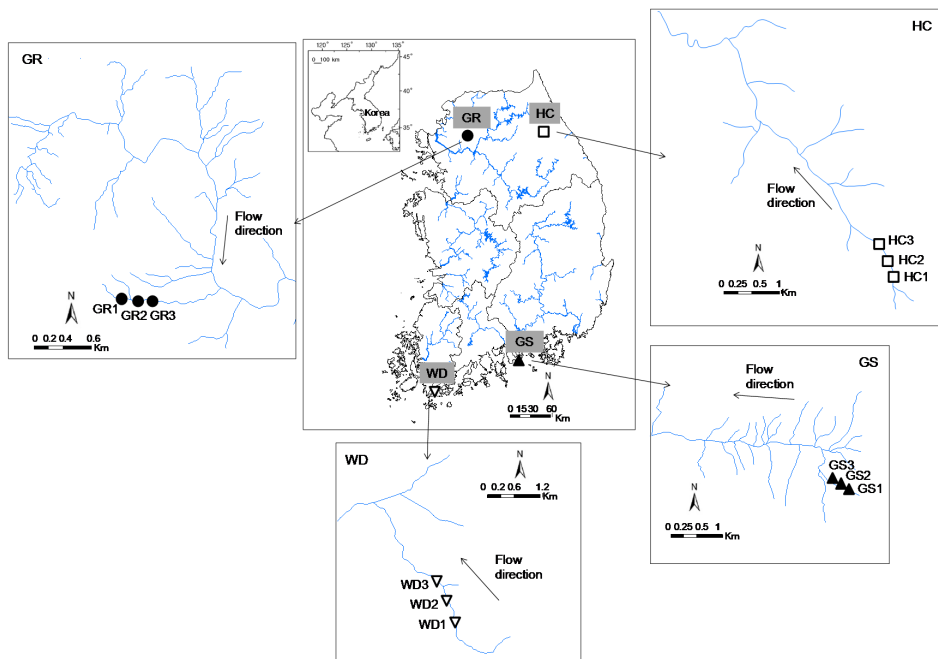 GR
Flow
direction
N
GR1
GR2
GR3
0 0.2 0.4 0.6
Km
120°
125°
130°
135°
0 100 km
45°
40°
35°
Korea
GR
HC
GS
WD
N
0 15 30 60
Km
HC
Flow
direction
HC3
HC2
HC1
N
0 0.25 0.5 1
Km
GS
Flow
direction
GS3
GS2
GS1
N
0 0.25 0.5 1
Km
WD
N
0 0.2 0.6 1.2
Km
Flow
direction
WD3
WD2
WD1